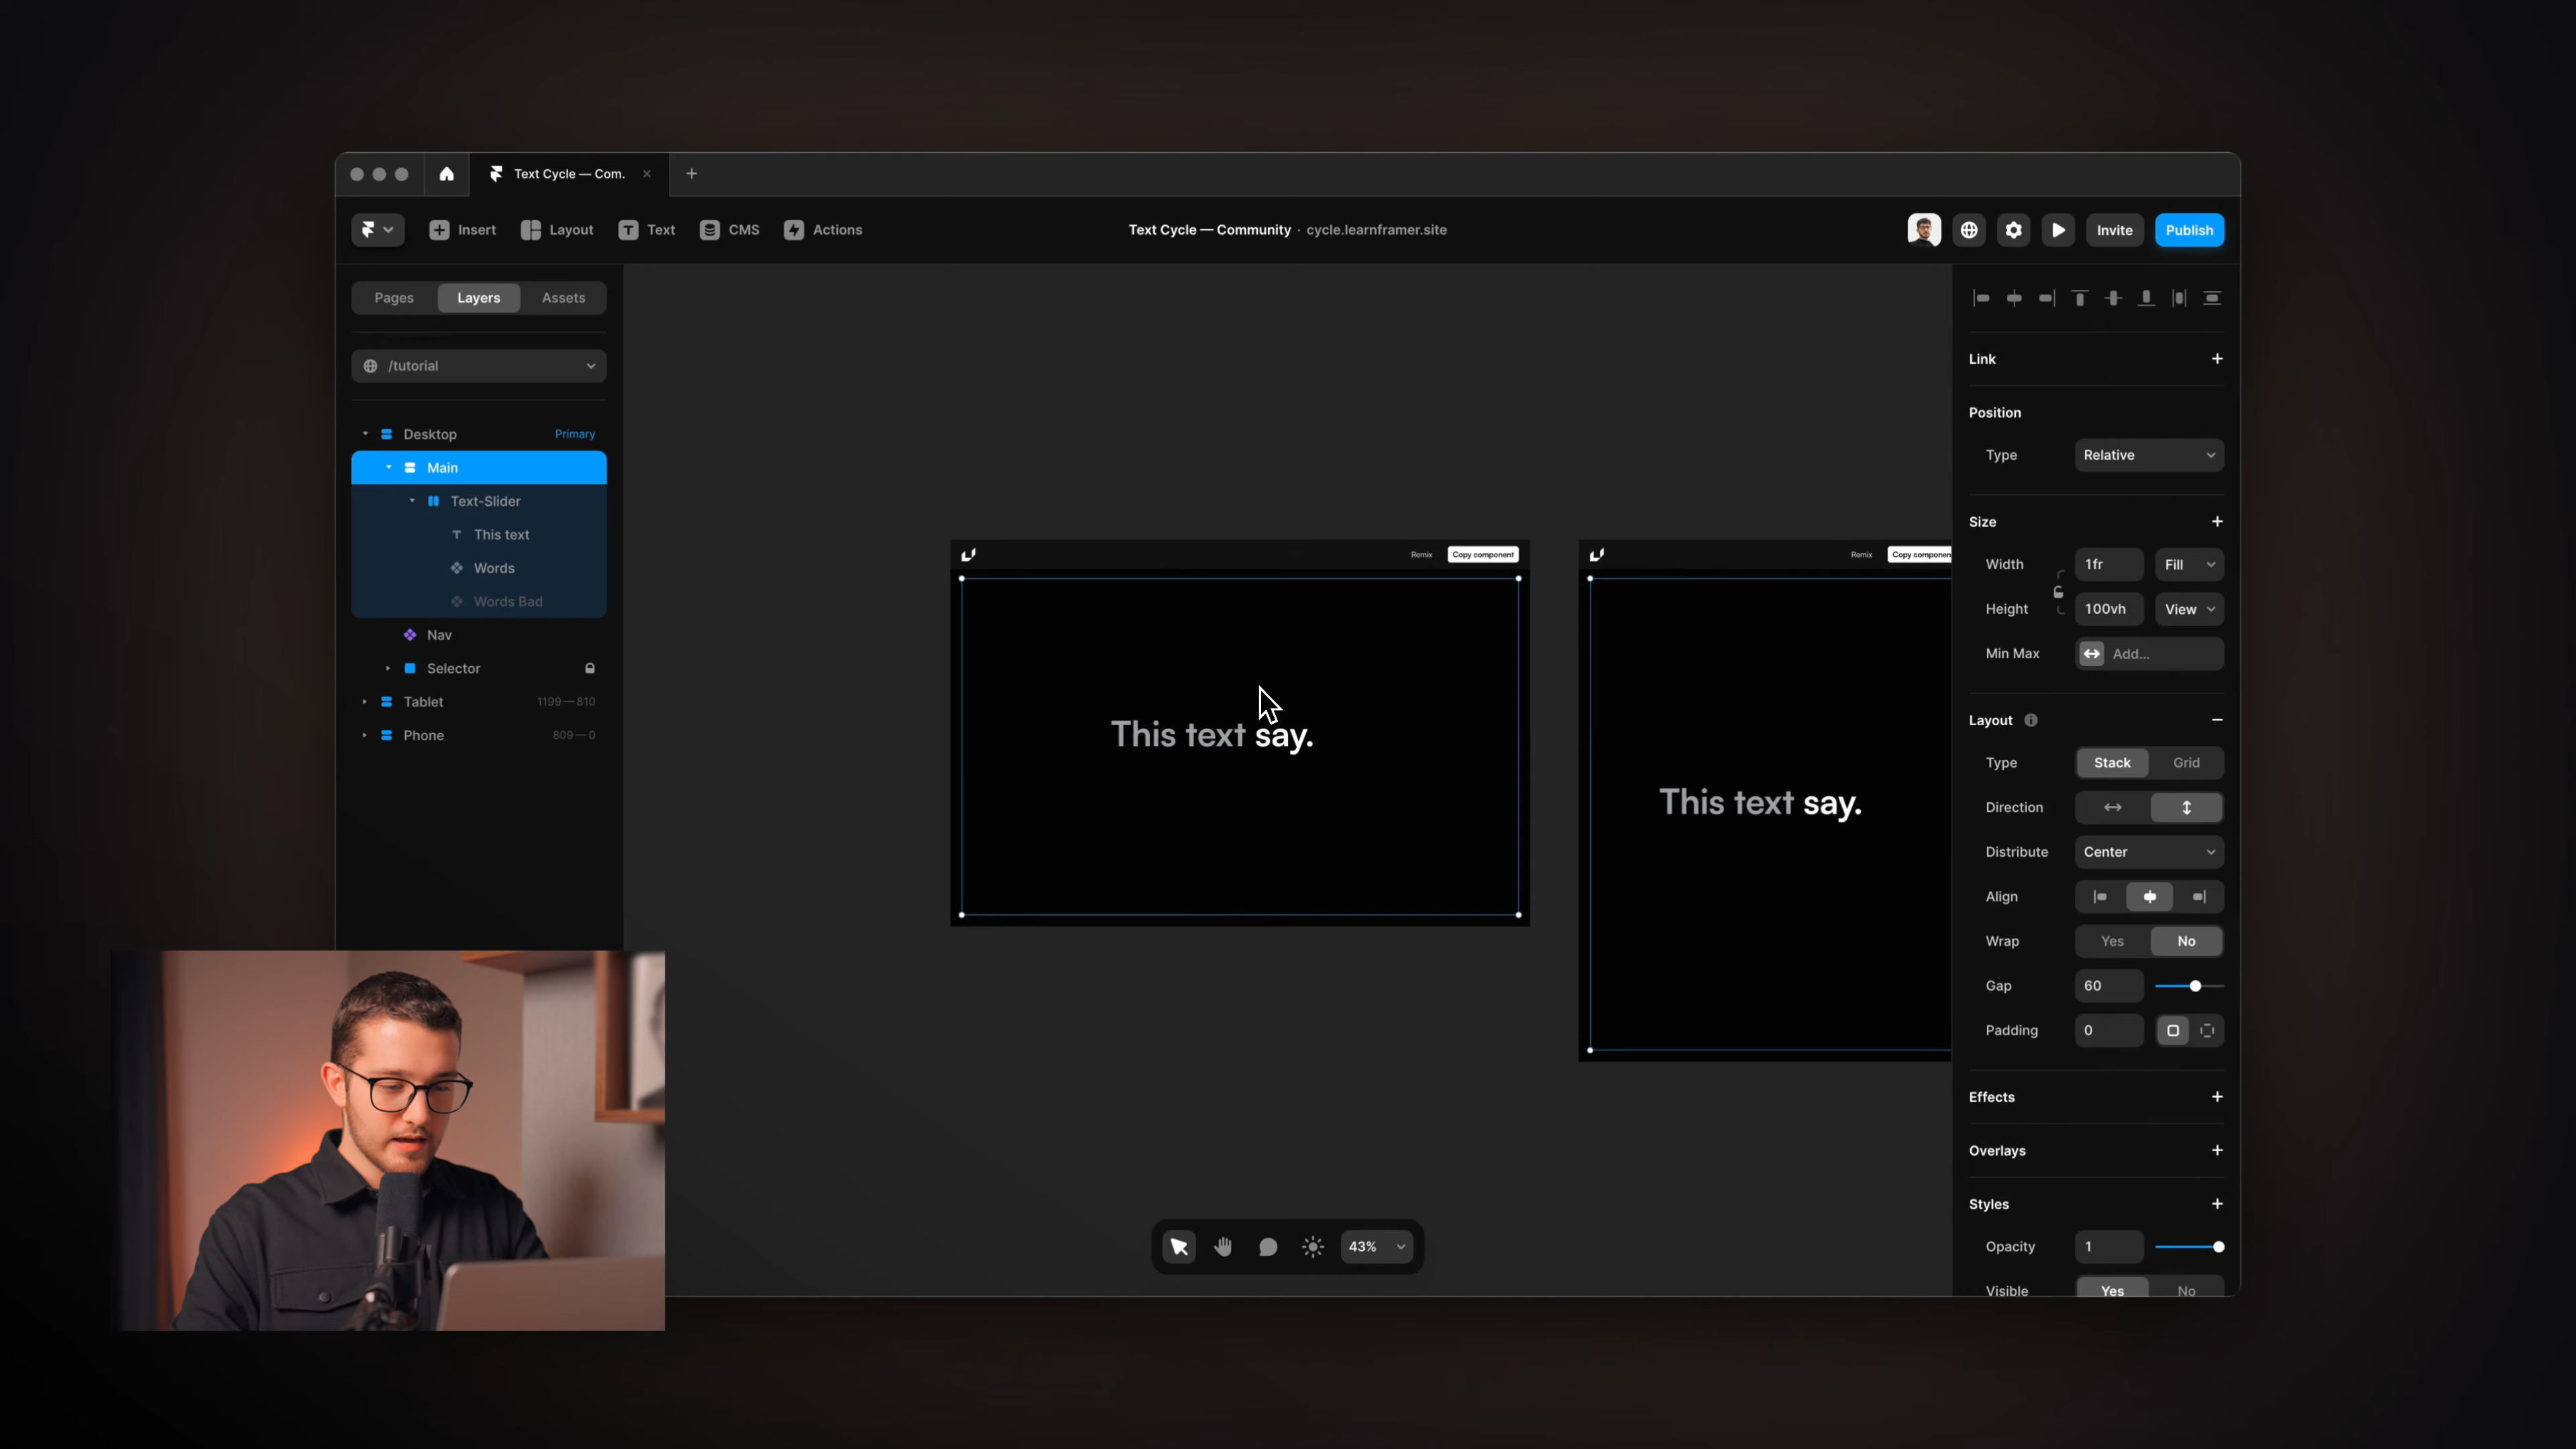 Text Cycle — Com.
Insert
Layout
Text
CMS
Actions
Text Cycle — Community · cycle.learnframer.site
Invite
Publish
Pages
Layers
Assets
/tutorial
Desktop
Primary
Main
Text-Slider
This text
Words
Words Bad
Nav
Selector
Tablet
1199 — 810
Phone
809 — 0
Remix
Copy component
This text say.
Remix
Copy componen
This text say.
43%
Link
Position
Type
Relative
Size
Width
1fr
Fill
Height
100vh
View
Min Max
Add...
Layout
Type
Stack
Grid
Direction
Distribute
Center
Align
Wrap
Yes
No
Gap
60
Padding
0
Effects
Overlays
Styles
Opacity
1
Visible
Yes
No